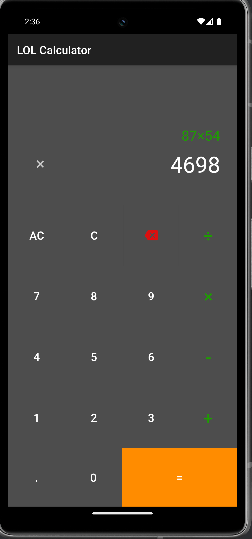 2:36
LOL Calculator
87×54
×
4698
AC C ÷
7 8 9 ×
4 5 6 -
1 2 3 +
. 0 =